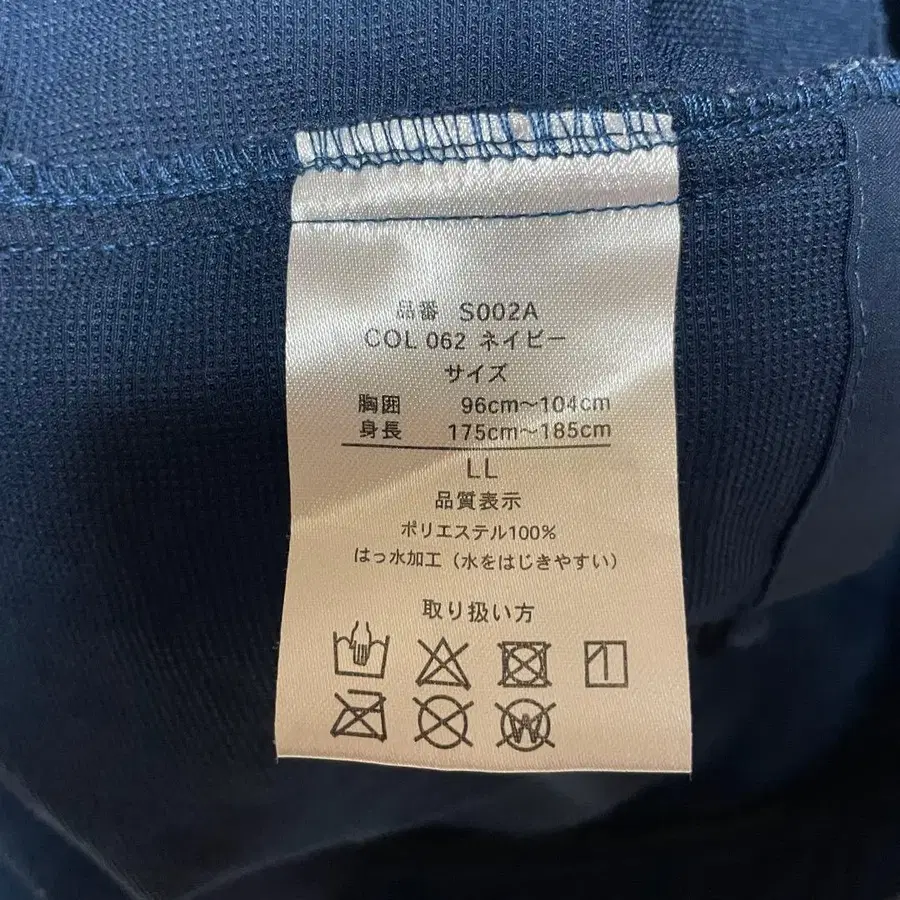 品番 S002A
COL 062 ネイビー
サイズ
胸囲 96cm～104cm
身長 175cm～185cm
LL
品質表示
ポリエステル100%
はっ水加工（水をはじきやすい）
取り扱い方
W